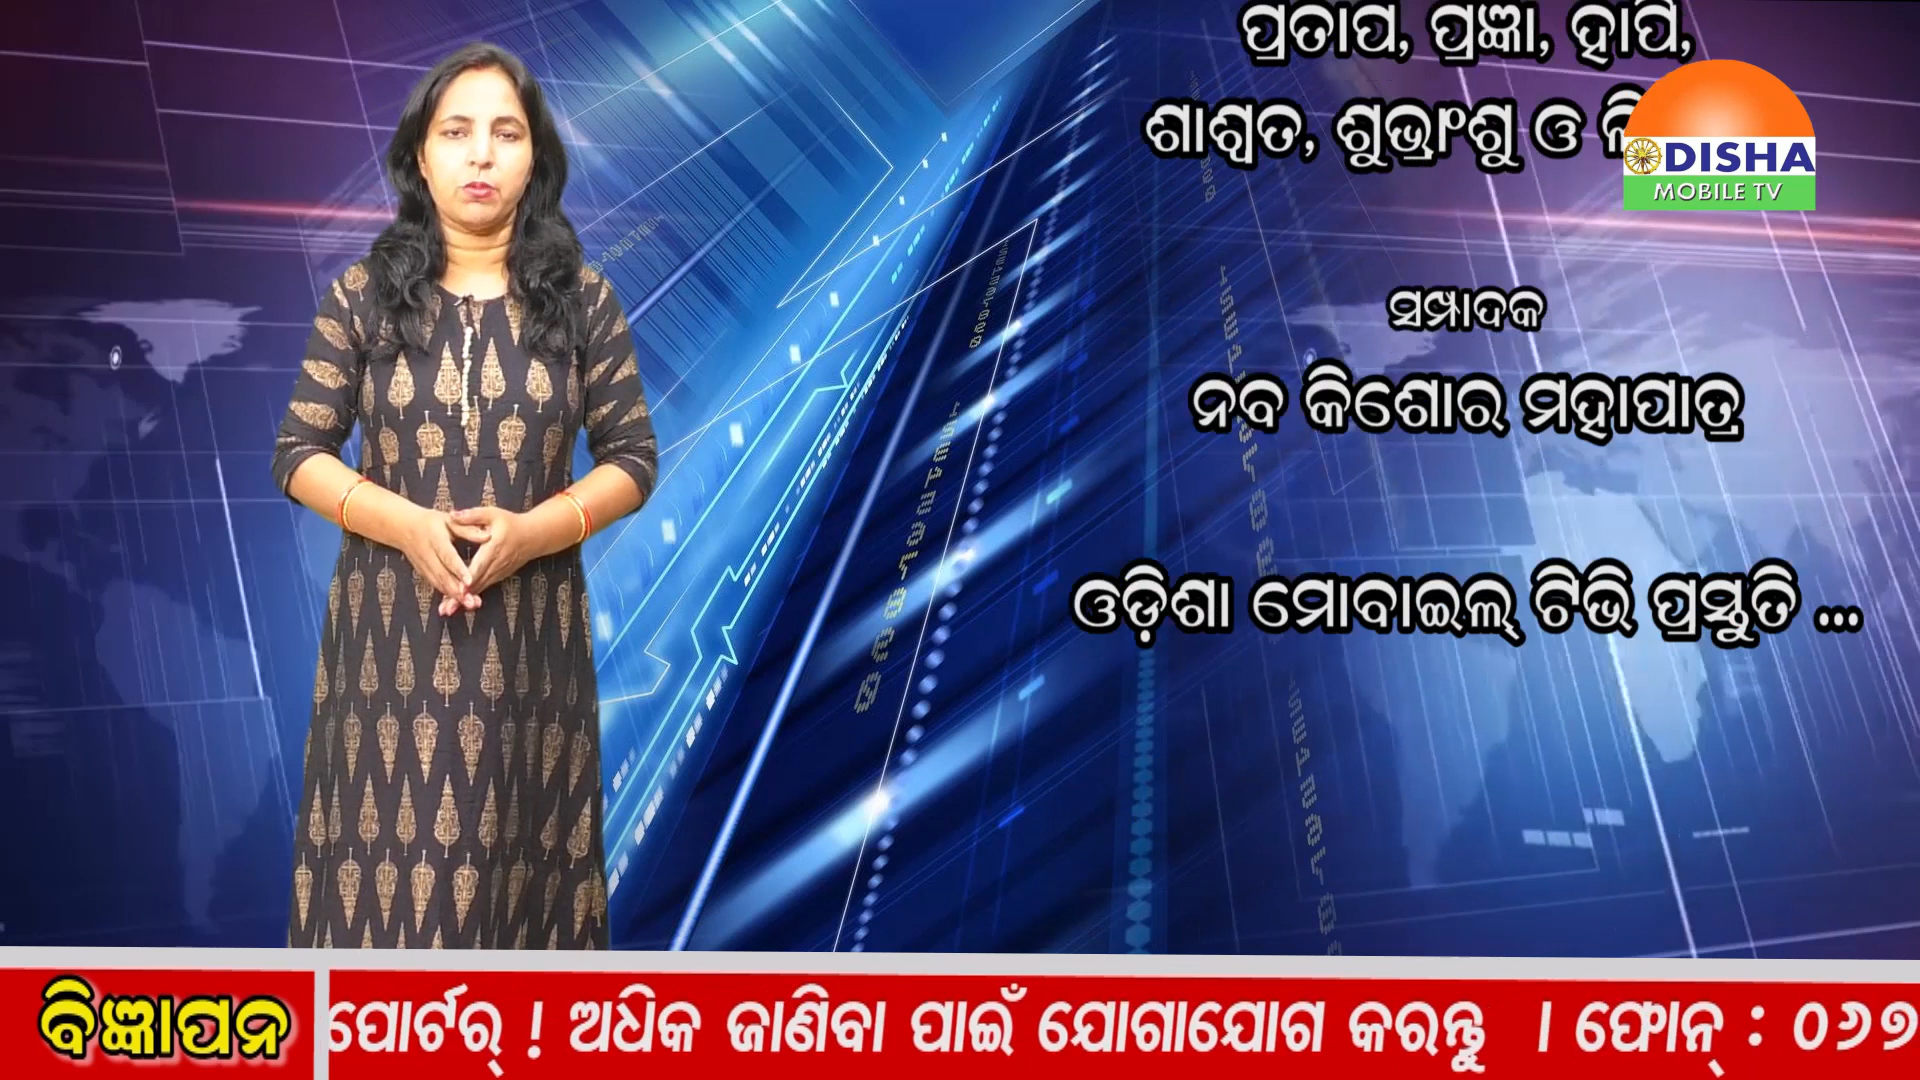 ପ୍ରତାପ, ପ୍ରଜ୍ଞା, ହାପି,
ଶାଶ୍ୱତ, ଶୁଭ୍ରାଂଶୁ ଓ
ODISHA
MOBILE TV
ସମ୍ପାଦକ
ନବ କିଶୋର ମହାପାତ୍ର
ଓଡ଼ିଶା ମୋବାଇଲ୍ ଟିଭି ପ୍ରସ୍ତୁତି ...
ବିଜ୍ଞାପନ
ପୋର୍ଟର୍ ! ଅଧିକ ଜାଣିବା ପାଇଁ ଯୋଗାଯୋଗ କରନ୍ତୁ । ଫୋନ୍ : ୦୬୭